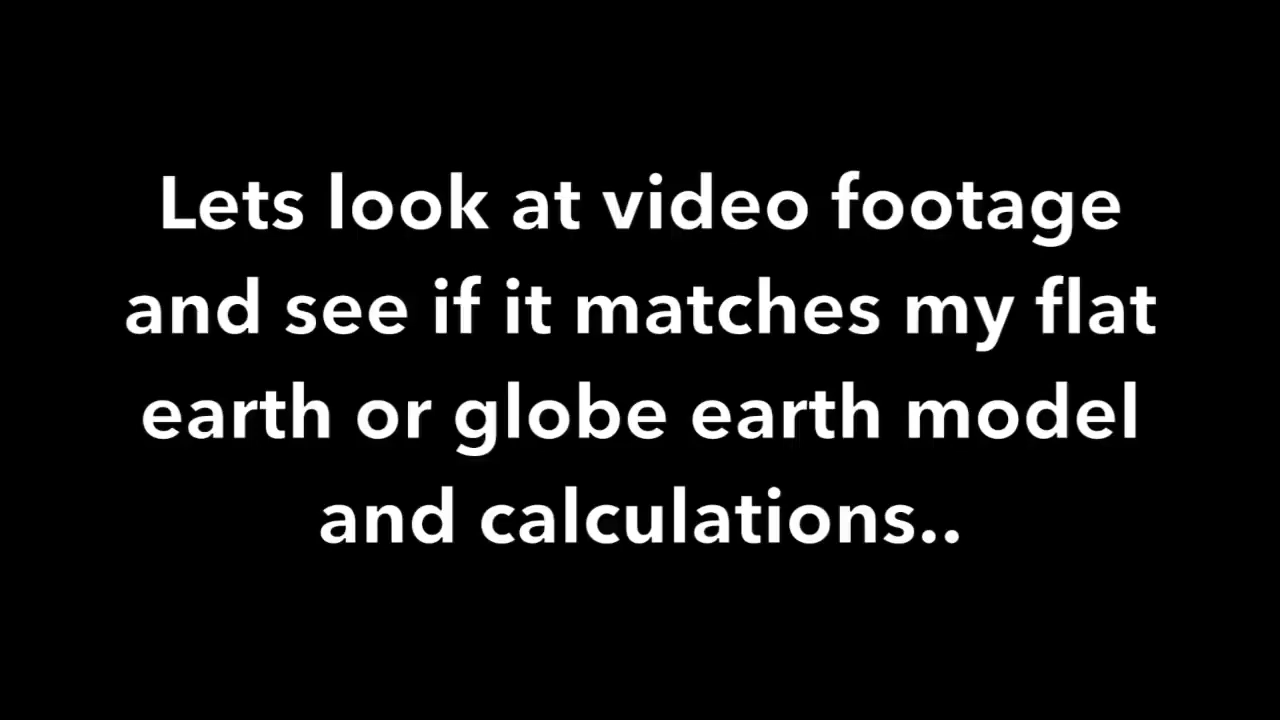 Lets look at video footage
and see if it matches my flat
earth or globe earth model
and calculations..